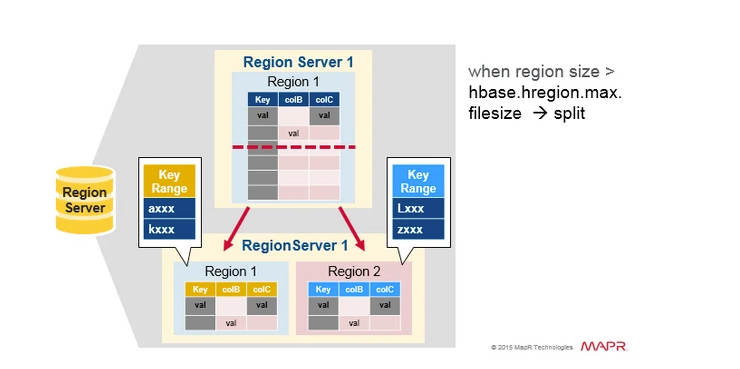 Region Server 1
Region 1
Key colB colC
val val
val
when region size >
hbase.hregion.max.
filesize → split
Region
Server
Key
Range
axxx
kxxx
Key
Range
Lxxx
zxxx
RegionServer 1
Region 1
Key colB colC
val val
val
Region 2
Key colB colC
val val
val
© 2015 MapR Technologies MAPR.